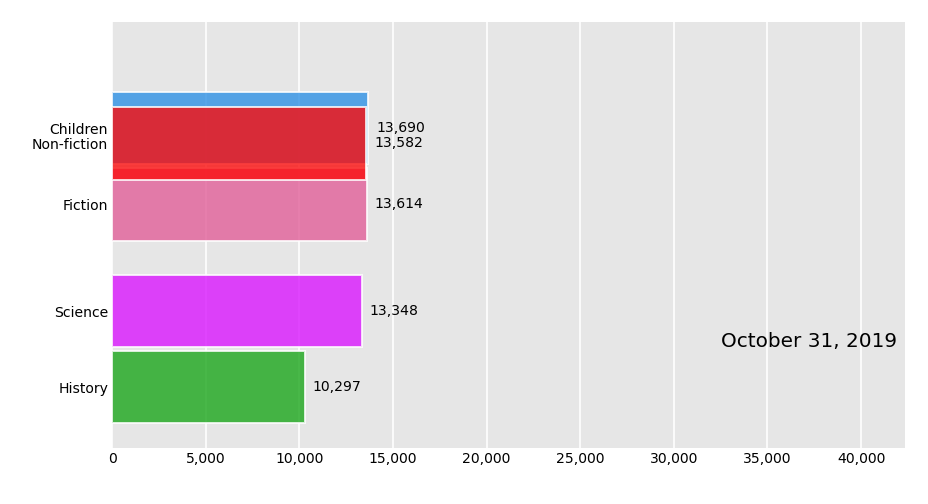 Children
13,690
Non-fiction
13,582
Fiction
13,614
Science
13,348
October 31, 2019
History
10,297
0 5,000 10,000 15,000 20,000 25,000 30,000 35,000 40,000